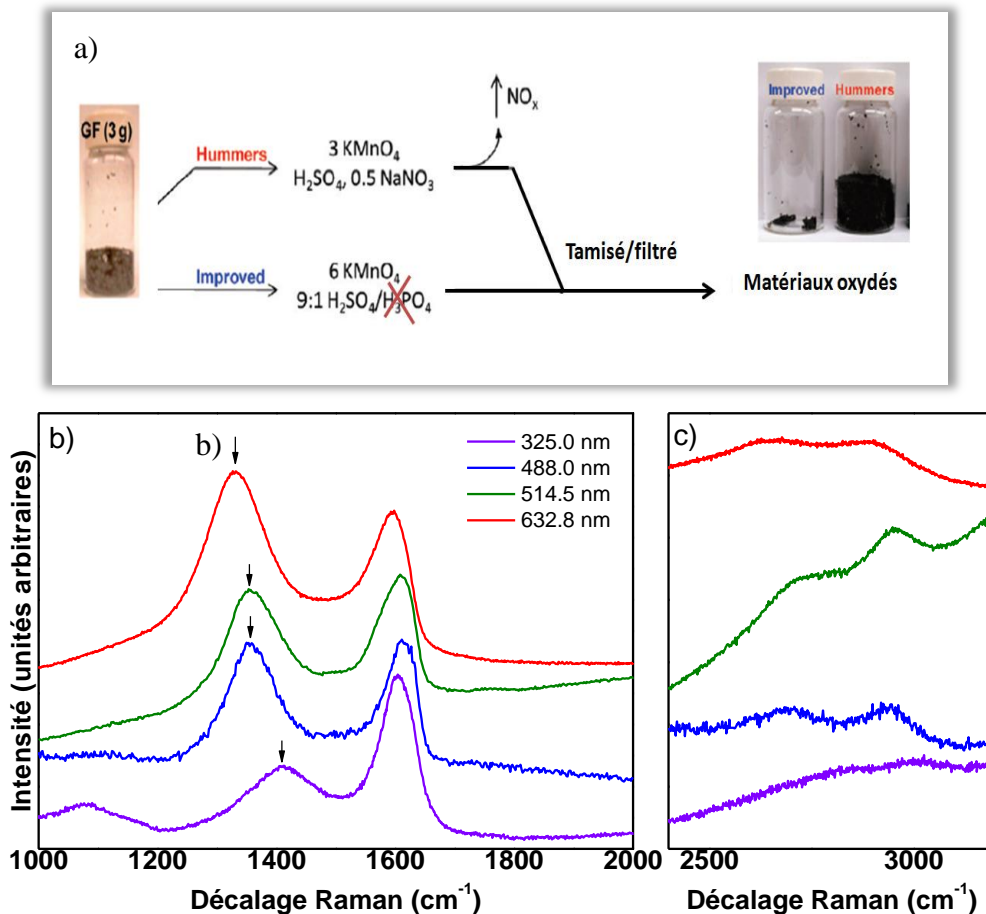 a)
GF (3 g)
Hummers
3 KMnO₄
H₂SO₄, 0.5 NaNO₃
NOₓ
Improved
6 KMnO₄
9:1 H₂SO₄/H₃PO₄
Tamisé/filtré
Improved Hummers
Matériaux oxydés
b)
b)
325.0 nm
488.0 nm
514.5 nm
632.8 nm
Intensité (unités arbitraires)
1000 1200 1400 1600 1800 2000
Décalage Raman (cm⁻¹)
c)
2500 3000
Décalage Raman (cm⁻¹)